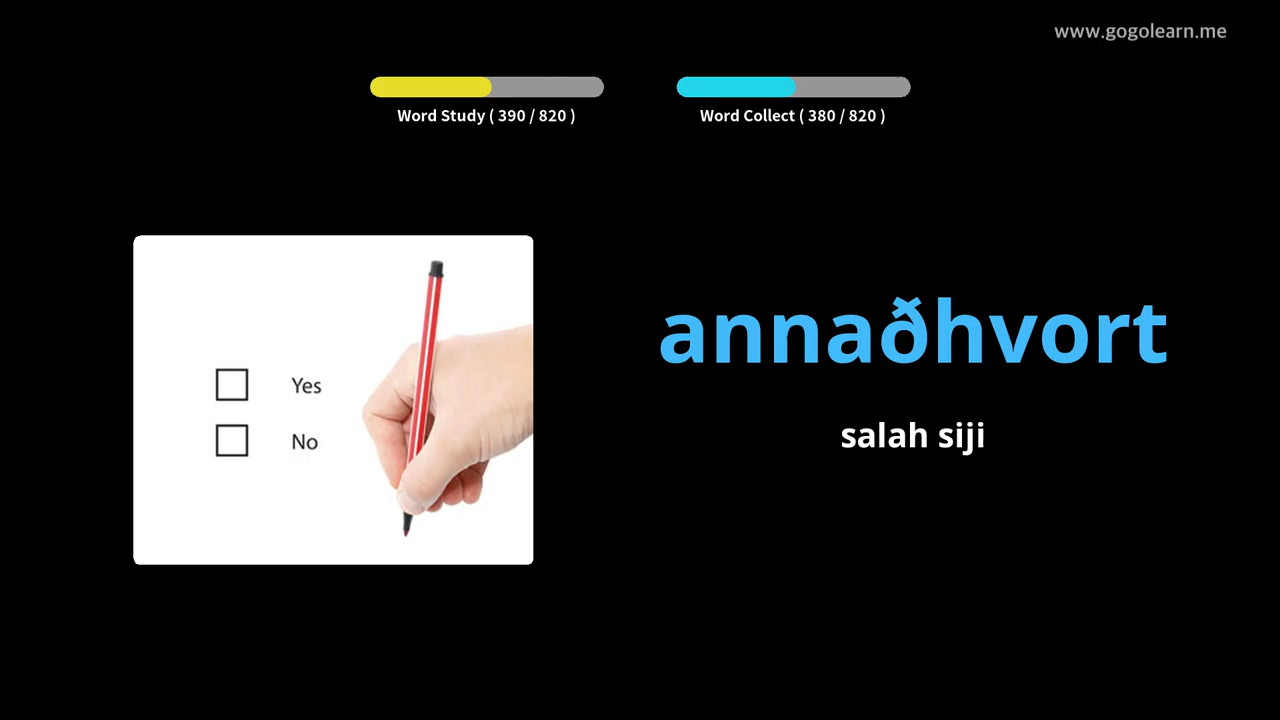 www.gogolearn.me
Word Study ( 390 / 820 )
Word Collect ( 380 / 820 )
Yes
No
annaðhvort
salah siji